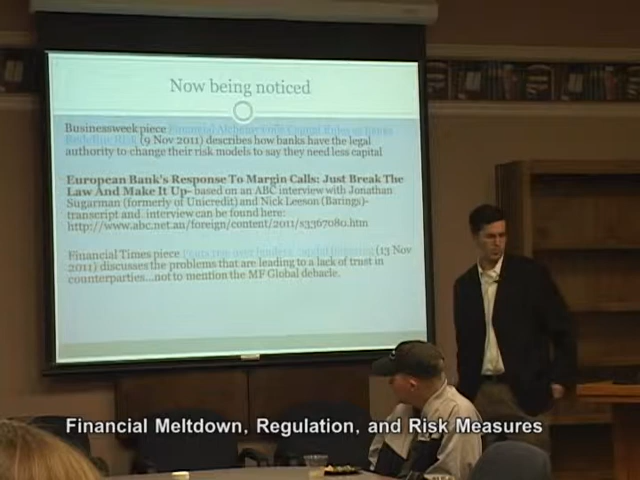 Now being noticed
Businessweek piece Financial Alchemy
Redefine Risk (9 Nov 2011) describes how banks have the legal
authority to change their risk models to say they need less capital
European Bank's Response To Margin Calls: Just Break The
Law And Make It Up- based on an ABC interview with Jonathan
Sugarman (formerly of Unicredit) and Nick Leeson (Barings)-
transcript and interview can be found here:
http://www.abc.net.au/foreign/content/2011/s3367080.htm
Financial Times piece (13 Nov
2011) discusses the problems that are leading to a lack of trust in
counterparties...not to mention the MF Global debacle.
Financial Meltdown, Regulation, and Risk Measures